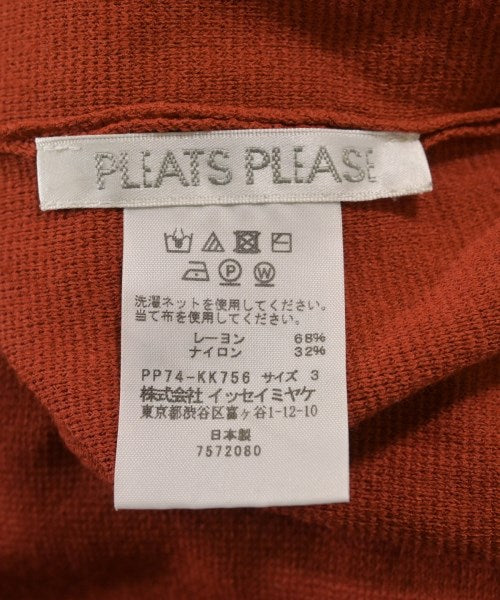 PLEATS PLEASE
P W
洗濯ネットを使用してください。
当て布を使用してください。
レーヨン 68%
ナイロン 32%
PP74-KK756 サイズ 3
株式会社 イッセイミヤケ
東京都渋谷区富ヶ谷1-12-10
日本製
7572080